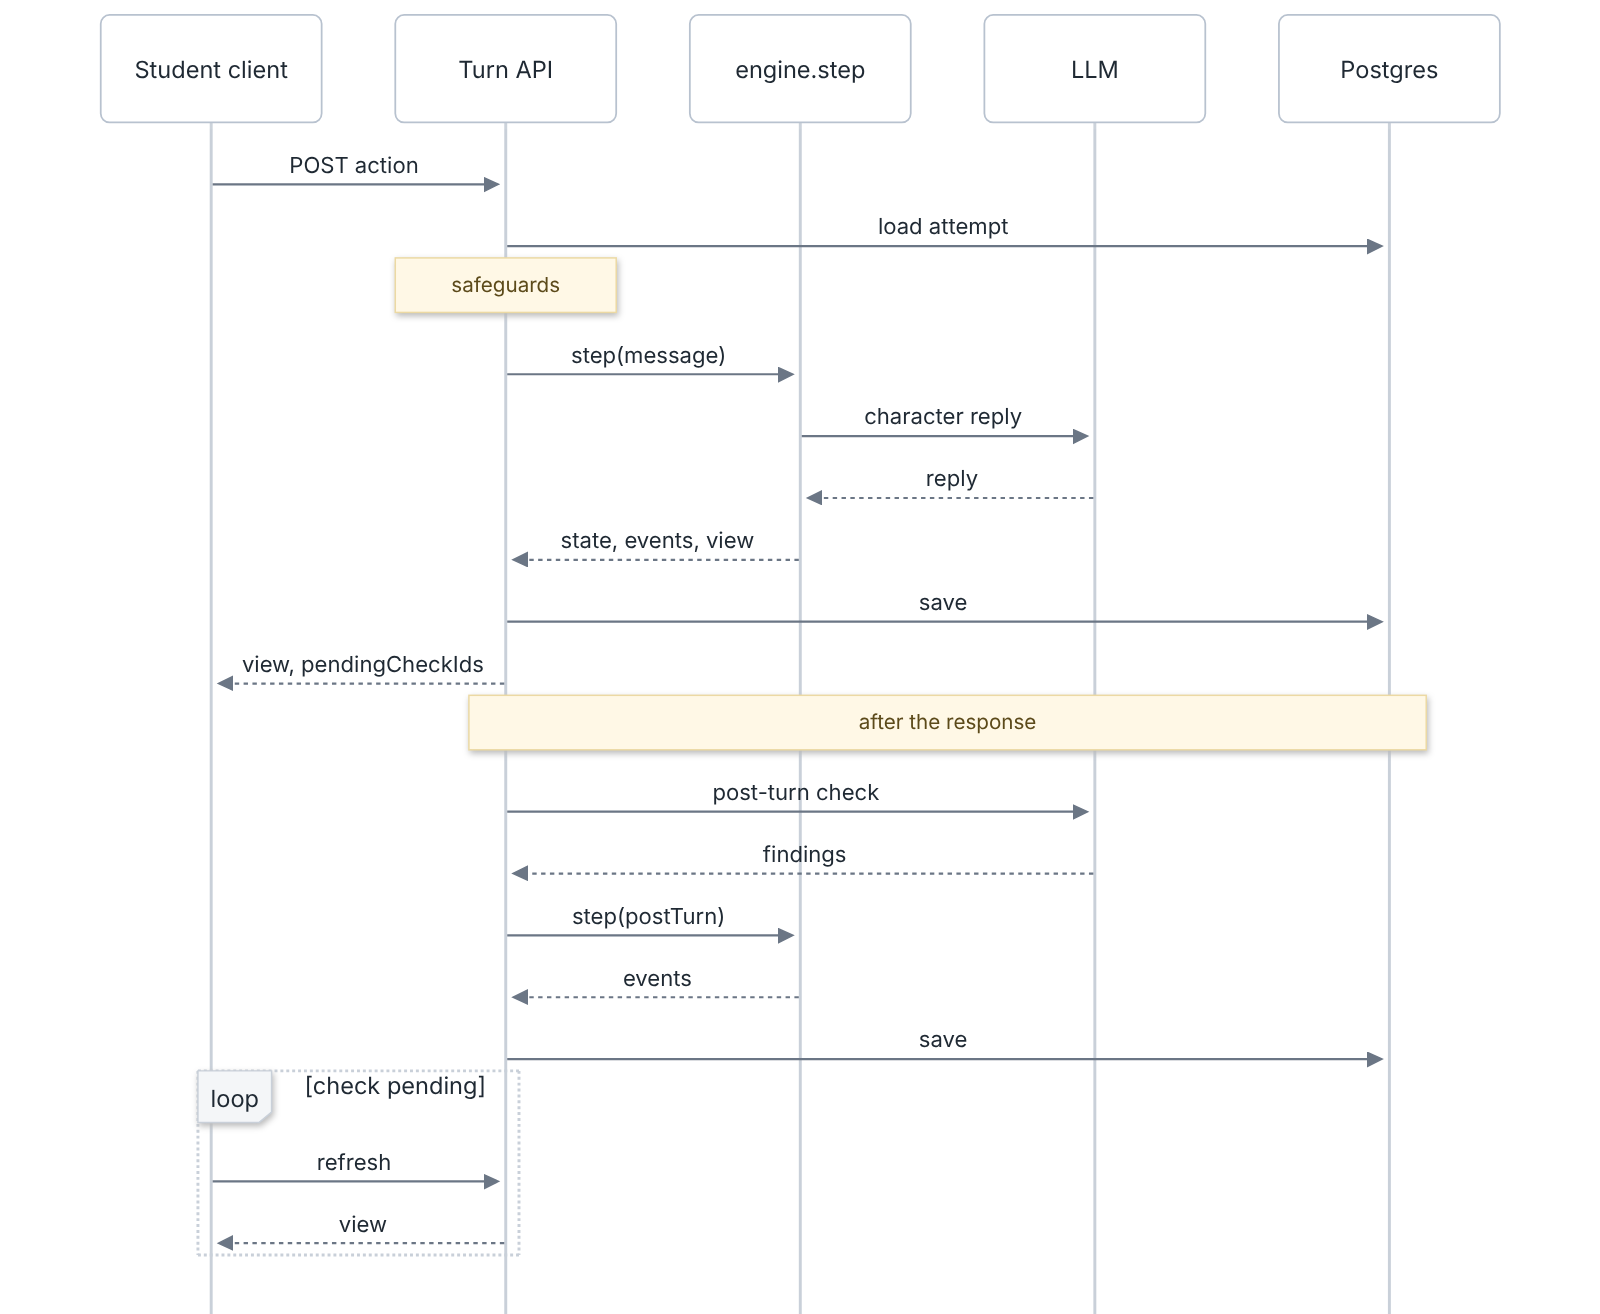 Student client
Turn API
engine.step
LLM
Postgres
POST action
load attempt
safeguards
step(message)
character reply
reply
state, events, view
save
view, pendingCheckIds
after the response
post-turn check
findings
step(postTurn)
events
save
loop
[check pending]
refresh
view